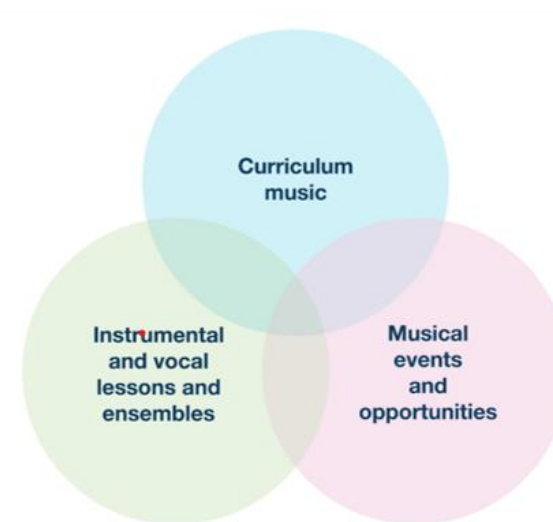 Curriculum
music
Instrumental
and vocal
lessons and
ensembles
Musical
events
and
opportunities